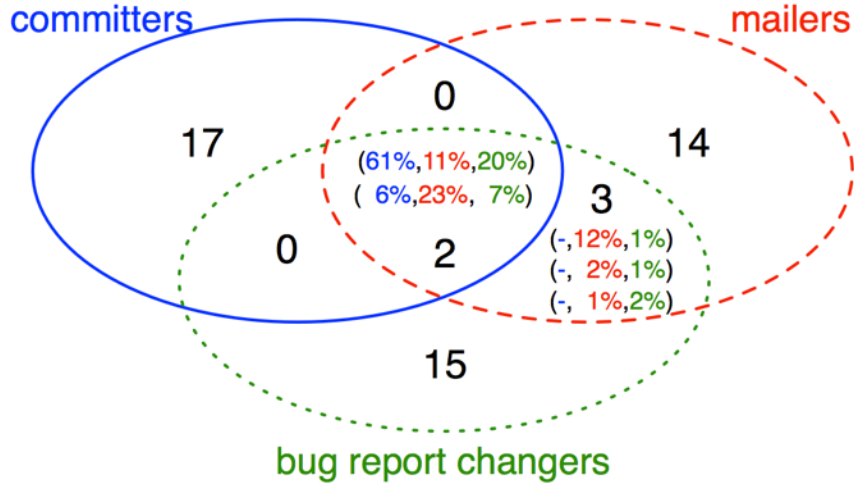 committers
mailers
0
17
14
(61%,11%,20%)
( 6%,23%, 7%)
3
(-,12%,1%)
(-, 2%,1%)
(-, 1%,2%)
0
2
15
bug report changers